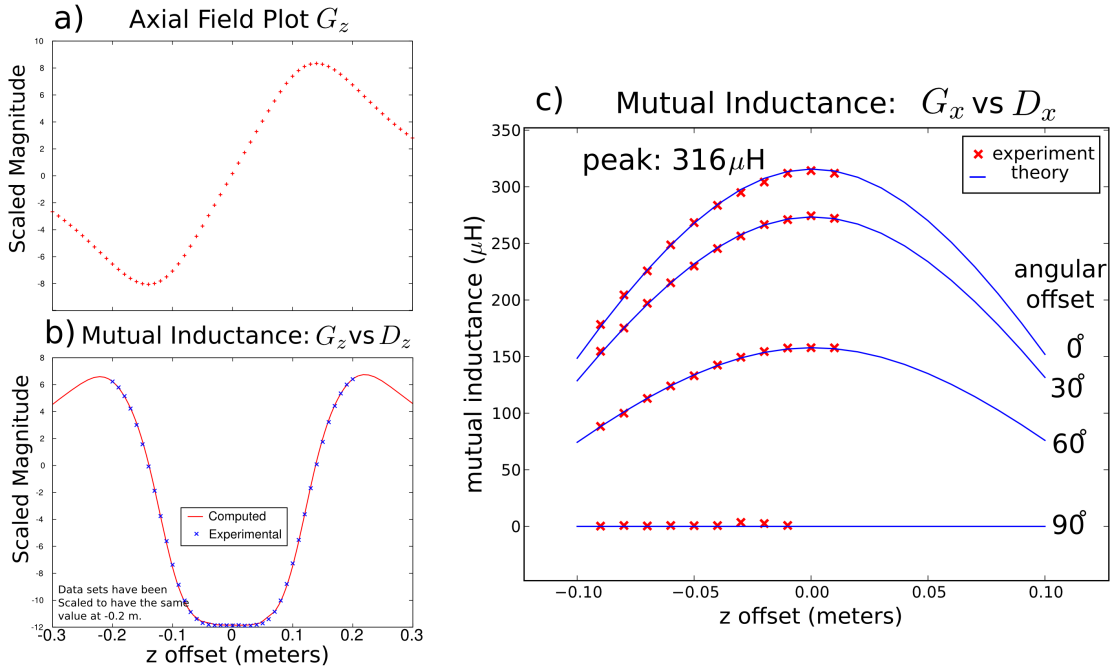 a) Axial Field Plot G_z
Scaled Magnitude
10
8
6
4
2
0
-2
-4
-6
-8
b) Mutual Inductance: G_z vs D_z
Scaled Magnitude
8
6
4
2
0
-2
-4
-6
-8
-10
-12
Computed
Experimental
Data sets have been
Scaled to have the same
value at -0.2 m.
-0.3 -0.2 -0.1 0 0.1 0.2 0.3
z offset (meters)
c) Mutual Inductance: G_x vs D_x
mutual inductance (μH)
350
300
250
200
150
100
50
0
peak: 316μH
experiment
theory
angular
offset
0°
30°
60°
90°
−0.10 −0.05 0.00 0.05 0.10
z offset (meters)